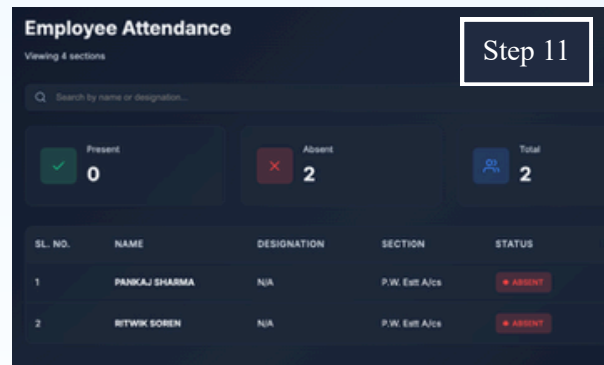 Employee Attendance
Step 11
Viewing 4 sections
Search by name or designation...
Present
0
Absent
2
Total
2
SL. NO. NAME DESIGNATION SECTION STATUS
1 PANKAJ SHARMA N/A P.W. Estt A/cs ABSENT
2 RITWIK SOREN N/A P.W. Estt A/cs ABSENT